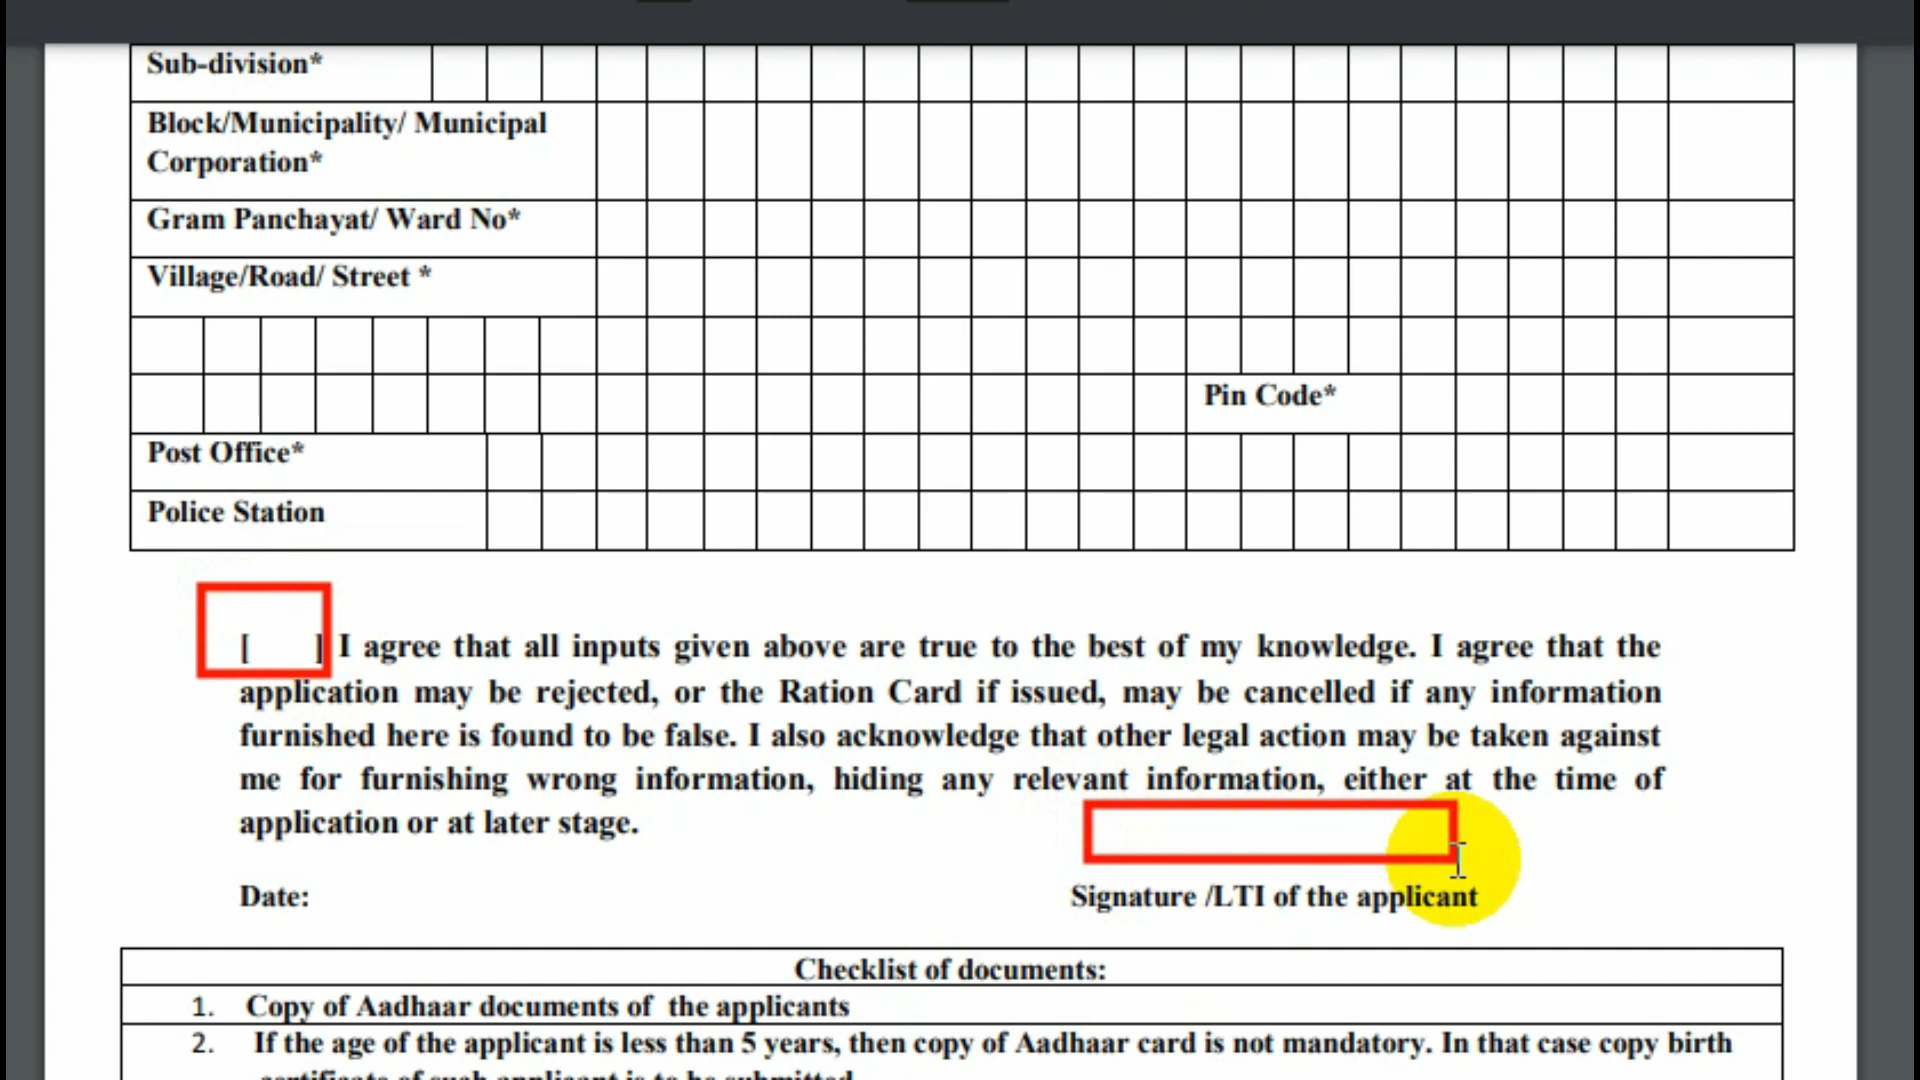 Sub-division*
Block/Municipality/ Municipal
Corporation*
Gram Panchayat/ Ward No*
Village/Road/ Street *
Pin Code*
Post Office*
Police Station
[ ] I agree that all inputs given above are true to the best of my knowledge. I agree that the
application may be rejected, or the Ration Card if issued, may be cancelled if any information
furnished here is found to be false. I also acknowledge that other legal action may be taken against
me for furnishing wrong information, hiding any relevant information, either at the time of
application or at later stage.
Date: Signature /LTI of the applicant
Checklist of documents:
1. Copy of Aadhaar documents of the applicants
2. If the age of the applicant is less than 5 years, then copy of Aadhaar card is not mandatory. In that case copy birth
certificate of such applicant is to be submitted